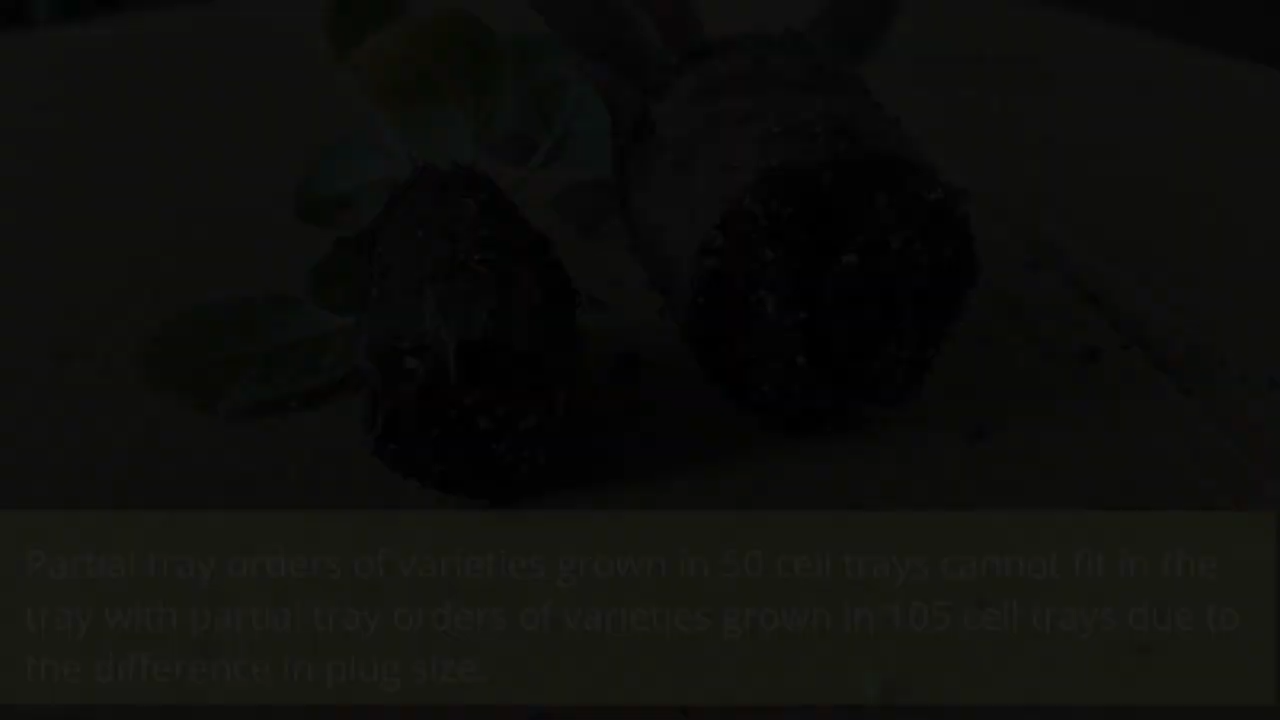 Partial tray orders of varieties grown in 50 cell trays cannot fit in the
tray with partial tray orders of varieties grown in 105 cell trays due to
the difference in plug size.